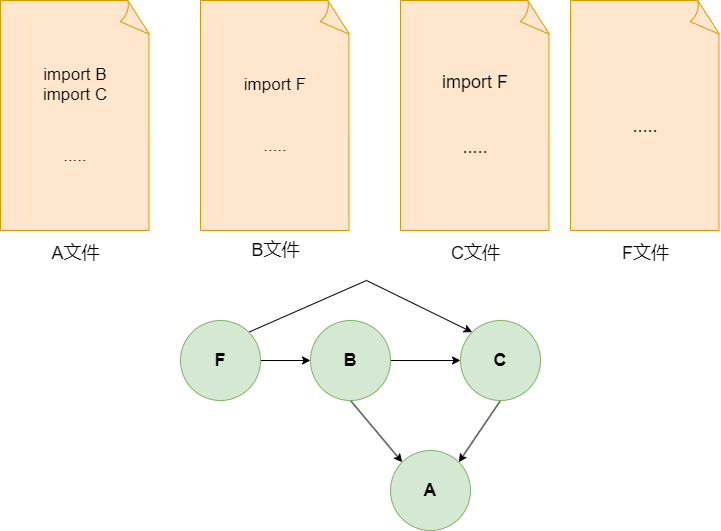 import B
import C
.....
A文件
import F
.....
B文件
import F
.....
C文件
.....
F文件
F
B
C
A